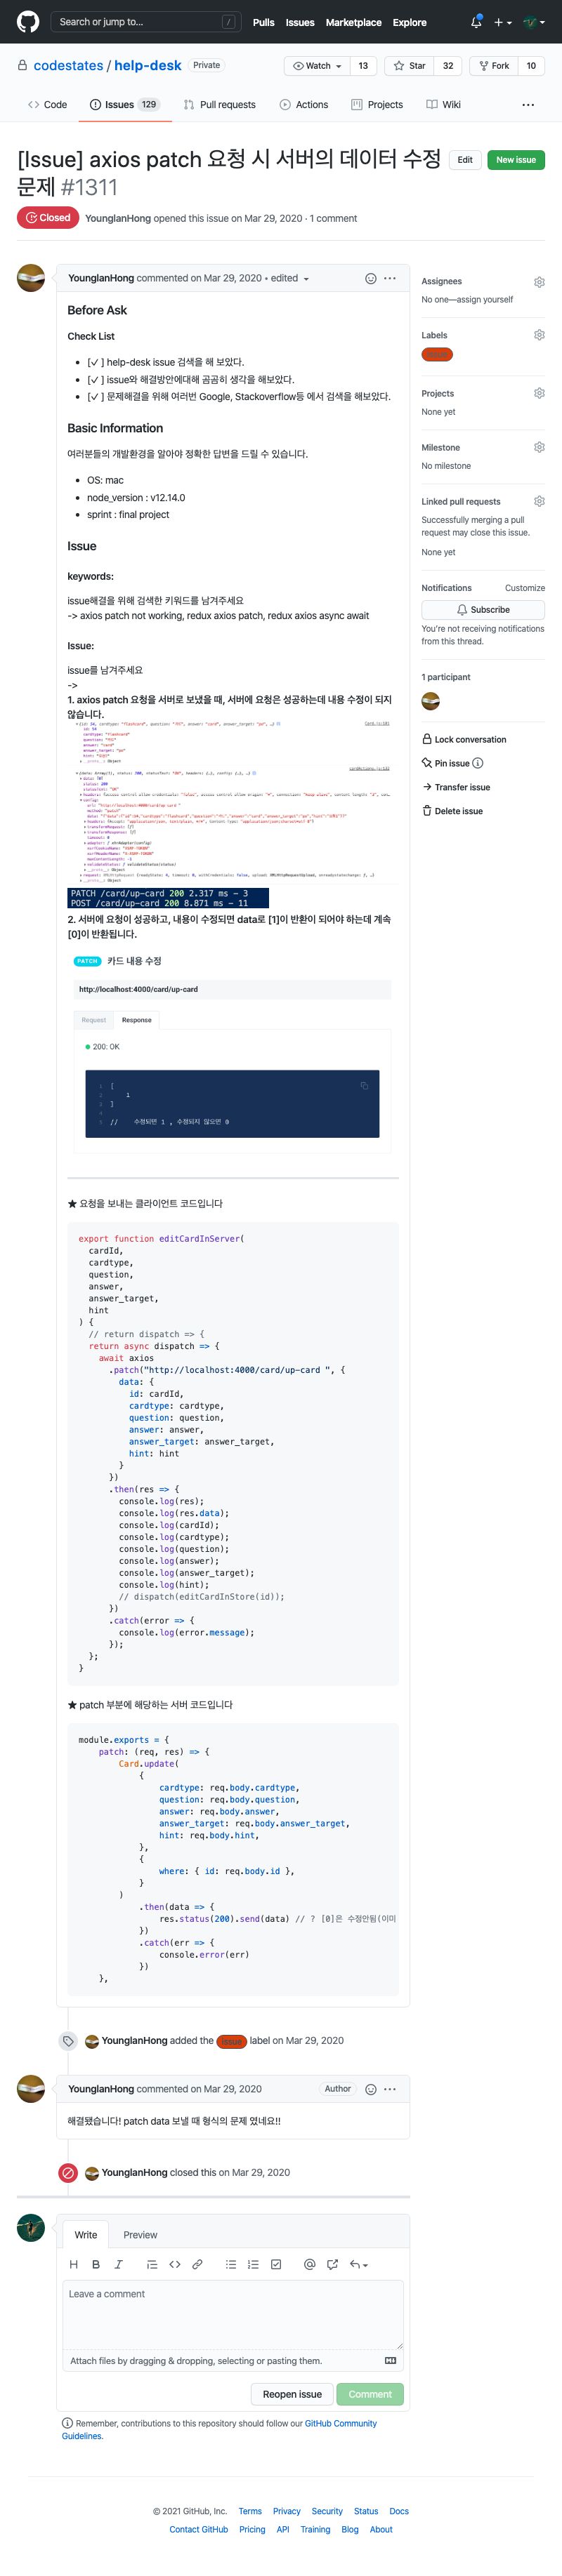 Search or jump to...
/
Pulls Issues Marketplace Explore
codestates / help-desk Private
Watch 13 Star 32 Fork 10
Code Issues 129 Pull requests Actions Projects Wiki
[Issue] axios patch 요청 시 서버의 데이터 수정
문제 #1311
Edit New issue
Closed YounglanHong opened this issue on Mar 29, 2020 · 1 comment
YounglanHong commented on Mar 29, 2020 • edited
Before Ask
Check List
[✓ ] help-desk issue 검색을 해 보았다.
[✓ ] issue와 해결방안에대해 곰곰히 생각을 해보았다.
[✓ ] 문제해결을 위해 여러번 Google, Stackoverflow등 에서 검색을 해보았다.
Basic Information
여러분들의 개발환경을 알아야 정확한 답변을 드릴 수 있습니다.
OS: mac
node_version : v12.14.0
sprint : final project
Issue
keywords:
issue해결을 위해 검색한 키워드를 남겨주세요
-> axios patch not working, redux axios patch, redux axios async await
Issue:
issue를 남겨주세요
->
1. axios patch 요청을 서버로 보냈을 때, 서버에 요청은 성공하는데 내용 수정이 되지
않습니다.
PATCH /card/up-card 200 2.317 ms - 3
POST /card/up-card 200 8.871 ms - 11
2. 서버에 요청이 성공하고, 내용이 수정되면 data로 [1]이 반환이 되어야 하는데 계속
[0]이 반환됩니다.
PATCH 카드 내용 수정
http://localhost:4000/card/up-card
Request Response
200: OK
1 [
2 1
3 ]
4
5 // 수정되면 1 , 수정되지 않으면 0
★ 요청을 보내는 클라이언트 코드입니다
export function editCardInServer(
cardId,
cardtype,
question,
answer,
answer_target,
hint
) {
// return dispatch => {
return async dispatch => {
await axios
.patch("http://localhost:4000/card/up-card ", {
data: {
id: cardId,
cardtype: cardtype,
question: question,
answer: answer,
answer_target: answer_target,
hint: hint
}
})
.then(res => {
console.log(res);
console.log(res.data);
console.log(cardId);
console.log(cardtype);
console.log(question);
console.log(answer);
console.log(answer_target);
console.log(hint);
// dispatch(editCardInStore(id));
})
.catch(error => {
console.log(error.message);
});
};
}
★ patch 부분에 해당하는 서버 코드입니다
module.exports = {
patch: (req, res) => {
Card.update(
{
cardtype: req.body.cardtype,
question: req.body.question,
answer: req.body.answer,
answer_target: req.body.answer_target,
hint: req.body.hint,
},
{
where: { id: req.body.id },
}
)
.then(data => {
res.status(200).send(data) // ? [0]은 수정안됨(이미
})
.catch(err => {
console.error(err)
})
},
YounglanHong added the issue label on Mar 29, 2020
YounglanHong commented on Mar 29, 2020 Author
해결됐습니다! patch data 보낼 때 형식의 문제 였네요!!
YounglanHong closed this on Mar 29, 2020
Write Preview
Leave a comment
Attach files by dragging & dropping, selecting or pasting them.
Reopen issue Comment
Remember, contributions to this repository should follow our GitHub Community
Guidelines.
Assignees
No one—assign yourself
Labels
Projects
None yet
Milestone
No milestone
Linked pull requests
Successfully merging a pull
request may close this issue.
None yet
Notifications Customize
Subscribe
You're not receiving notifications
from this thread.
1 participant
Lock conversation
Pin issue
Transfer issue
Delete issue
© 2021 GitHub, Inc. Terms Privacy Security Status Docs
Contact GitHub Pricing API Training Blog About